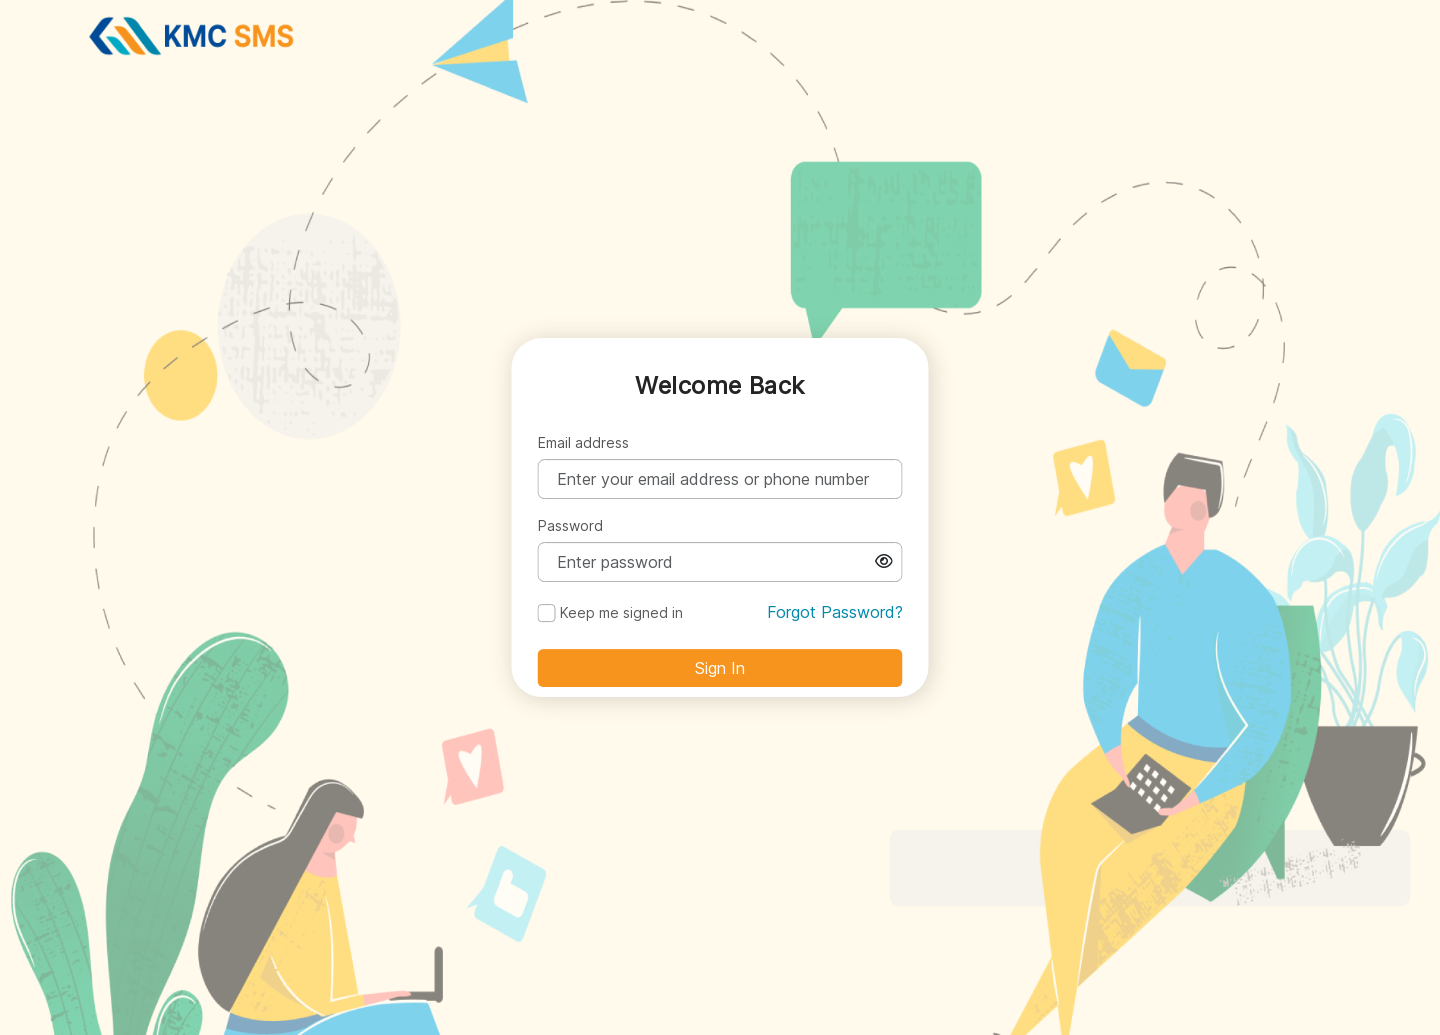 KMC SMS
Welcome Back
Email address
Enter your email address or phone number
Password
Enter password
Keep me signed in
Forgot Password?
Sign In